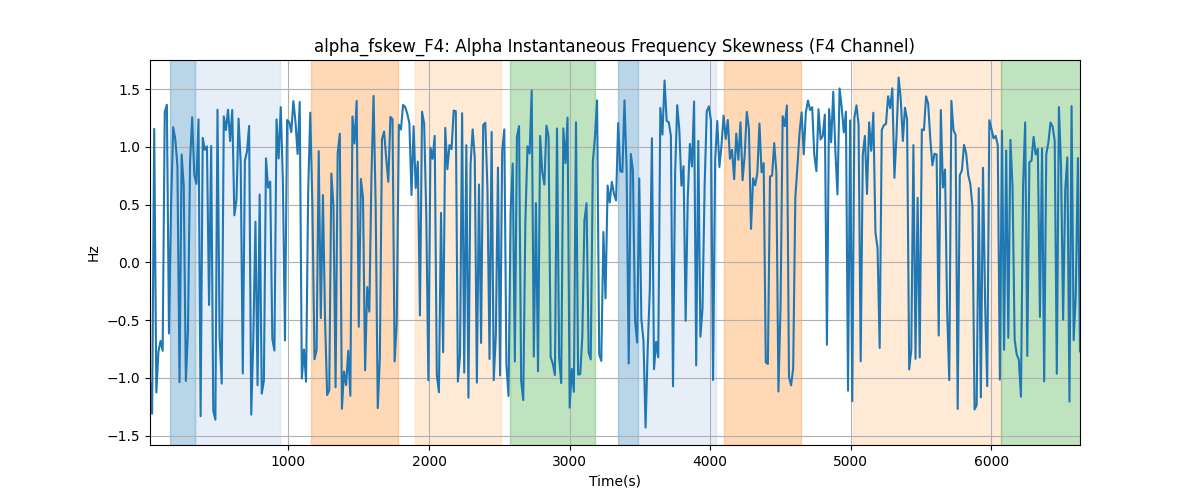 alpha_fskew_F4: Alpha Instantaneous Frequency Skewness (F4 Channel)
1.5
1.0
0.5
0.0
−0.5
−1.0
−1.5
Hz
1000 2000 3000 4000 5000 6000
Time(s)